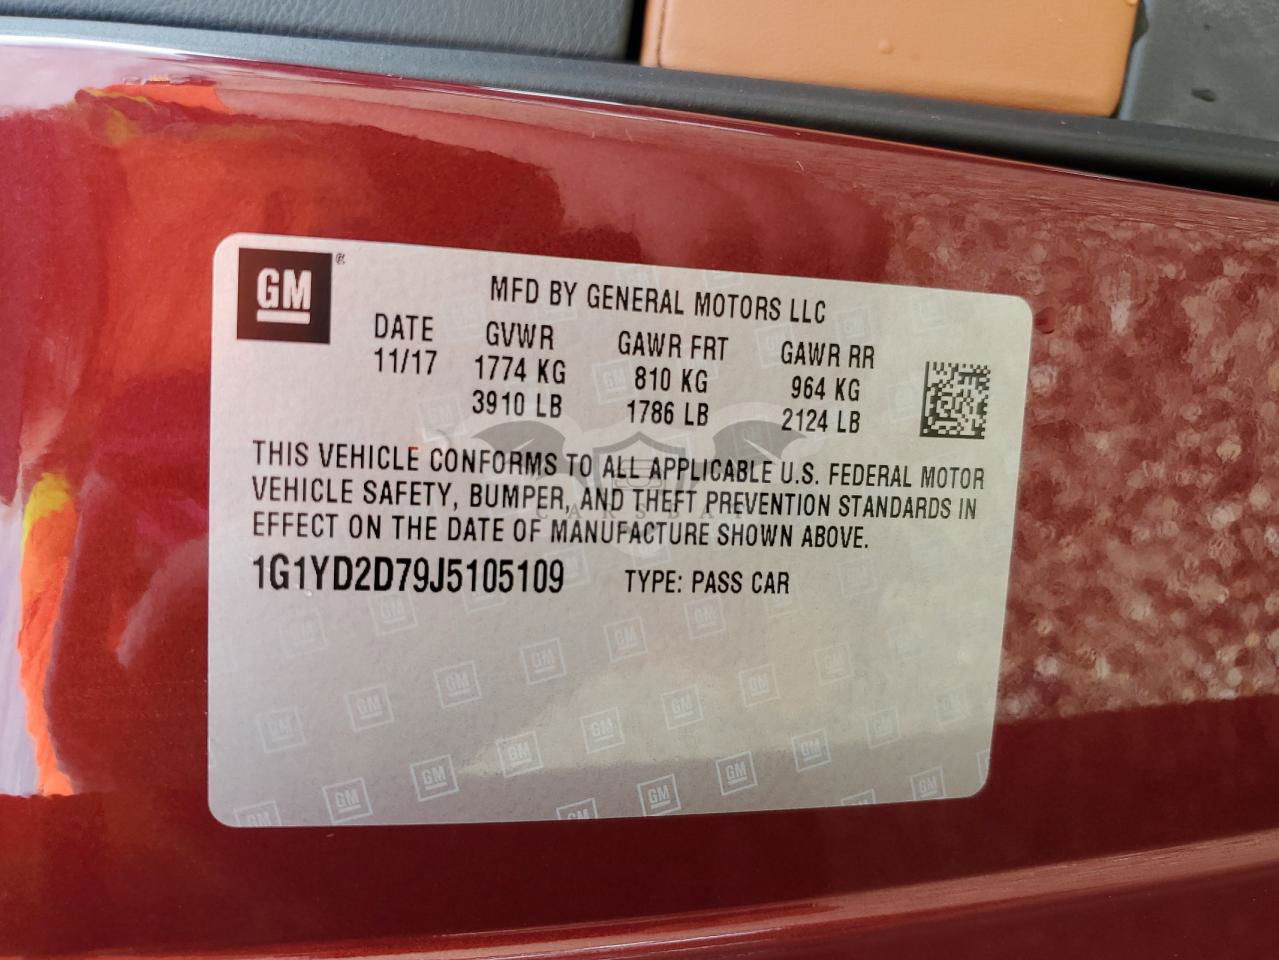 GM ®
MFD BY GENERAL MOTORS LLC
DATE GVWR GAWR FRT GAWR RR
11/17 1774 KG 810 KG 964 KG
3910 LB 1786 LB 2124 LB
THIS VEHICLE CONFORMS TO ALL APPLICABLE U.S. FEDERAL MOTOR
VEHICLE SAFETY, BUMPER, AND THEFT PREVENTION STANDARDS IN
EFFECT ON THE DATE OF MANUFACTURE SHOWN ABOVE.
1G1YD2D79J5105109 TYPE: PASS CAR